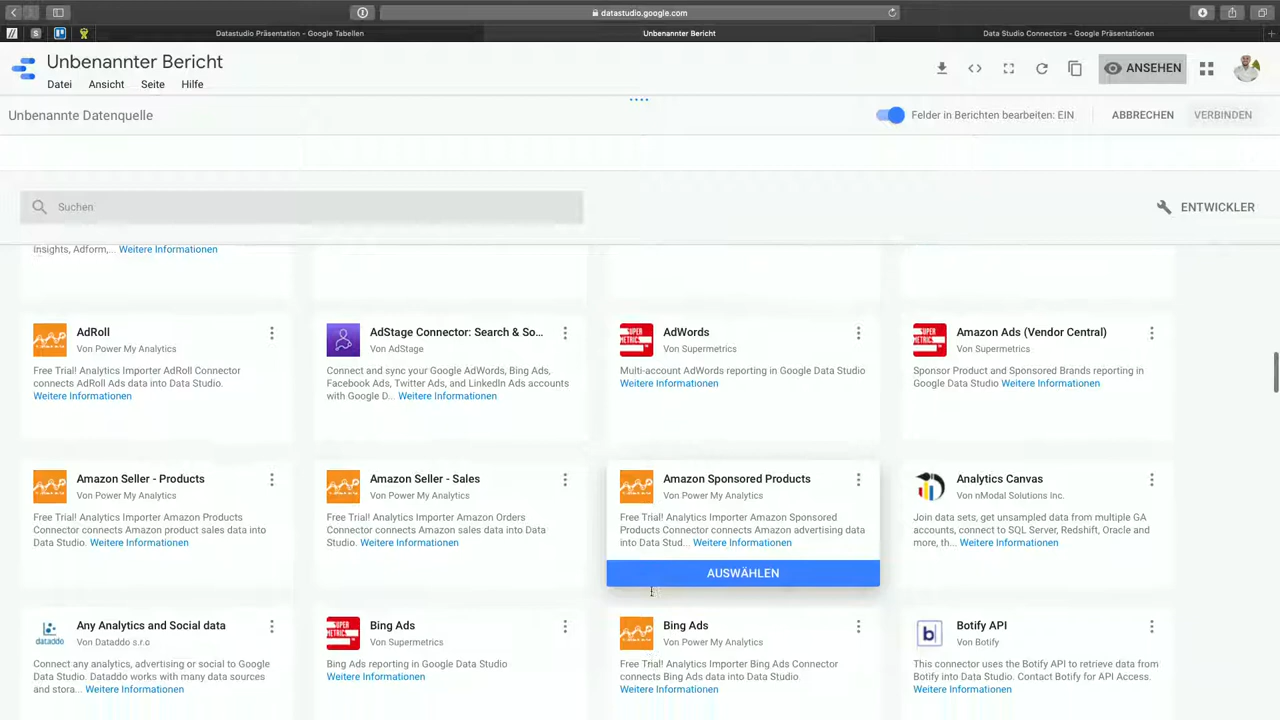 datastudio.google.com
Datastudio Präsentation - Google Tabellen
Unbenannter Bericht
Data Studio Connectors - Google Präsentationen
Unbenannter Bericht
Datei Ansicht Seite Hilfe
ANSEHEN
Unbenannte Datenquelle
Felder in Berichten bearbeiten: EIN
ABBRECHEN
VERBINDEN
Suchen
ENTWICKLER
Insights, Adform,... Weitere Informationen
AdRoll
Von Power My Analytics
Free Trial! Analytics Importer AdRoll Connector
connects AdRoll Ads data into Data Studio.
Weitere Informationen
AdStage Connector: Search & So...
Von AdStage
Connect and sync your Google AdWords, Bing Ads,
Facebook Ads, Twitter Ads, and LinkedIn Ads accounts
with Google D... Weitere Informationen
SUPER
METRICS
AdWords
Von Supermetrics
Multi-account AdWords reporting in Google Data Studio
Weitere Informationen
SUPER
METRICS
Amazon Ads (Vendor Central)
Von Supermetrics
Sponsor Product and Sponsored Brands reporting in
Google Data Studio Weitere Informationen
Amazon Seller - Products
Von Power My Analytics
Free Trial! Analytics Importer Amazon Products
Connector connects Amazon product sales data into
Data Studio. Weitere Informationen
Amazon Seller - Sales
Von Power My Analytics
Free Trial! Analytics Importer Amazon Orders
Connector connects Amazon sales data into Data
Studio. Weitere Informationen
Amazon Sponsored Products
Von Power My Analytics
Free Trial! Analytics Importer Amazon Sponsored
Products Connector connects Amazon advertising data
into Data Stud... Weitere Informationen
AUSWÄHLEN
Analytics Canvas
Von nModal Solutions Inc.
Join data sets, get unsampled data from multiple GA
accounts, connect to SQL Server, Redshift, Oracle and
more, th... Weitere Informationen
dataddo
Any Analytics and Social data
Von Dataddo s.r.o
Connect any analytics, advertising or social to Google
Data Studio. Dataddo works with many data sources
and stora... Weitere Informationen
SUPER
METRICS
Bing Ads
Von Supermetrics
Bing Ads reporting in Google Data Studio
Weitere Informationen
Bing Ads
Von Power My Analytics
Free Trial! Analytics Importer Bing Ads Connector
connects Bing Ads data into Data Studio.
Weitere Informationen
b
Botify API
Von Botify
This connector uses the Botify API to retrieve data from
Botify into Data Studio. Contact Botify for API Access.
Weitere Informationen